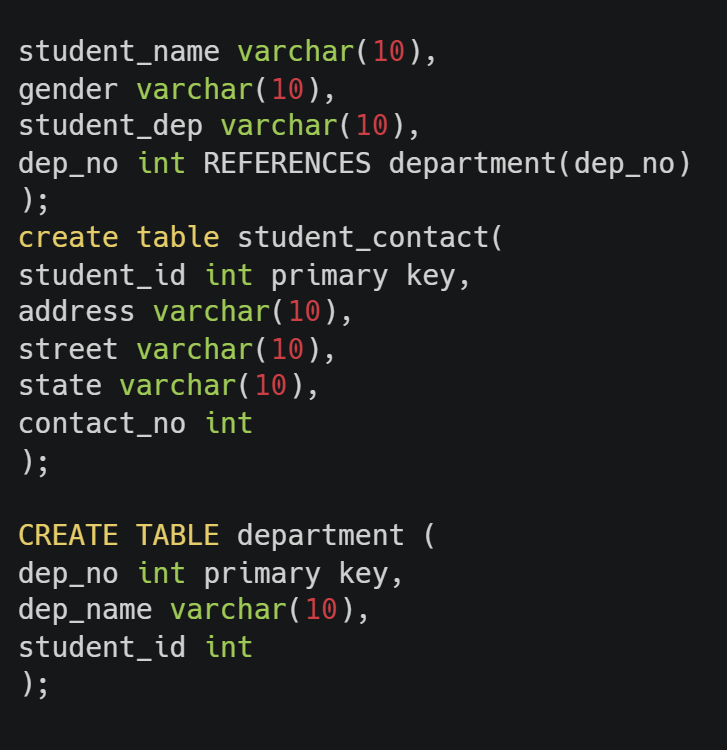 student_name varchar(10),
gender varchar(10),
student_dep varchar(10),
dep_no int REFERENCES department(dep_no)
);
create table student_contact(
student_id int primary key,
address varchar(10),
street varchar(10),
state varchar(10),
contact_no int
);
CREATE TABLE department (
dep_no int primary key,
dep_name varchar(10),
student_id int
);